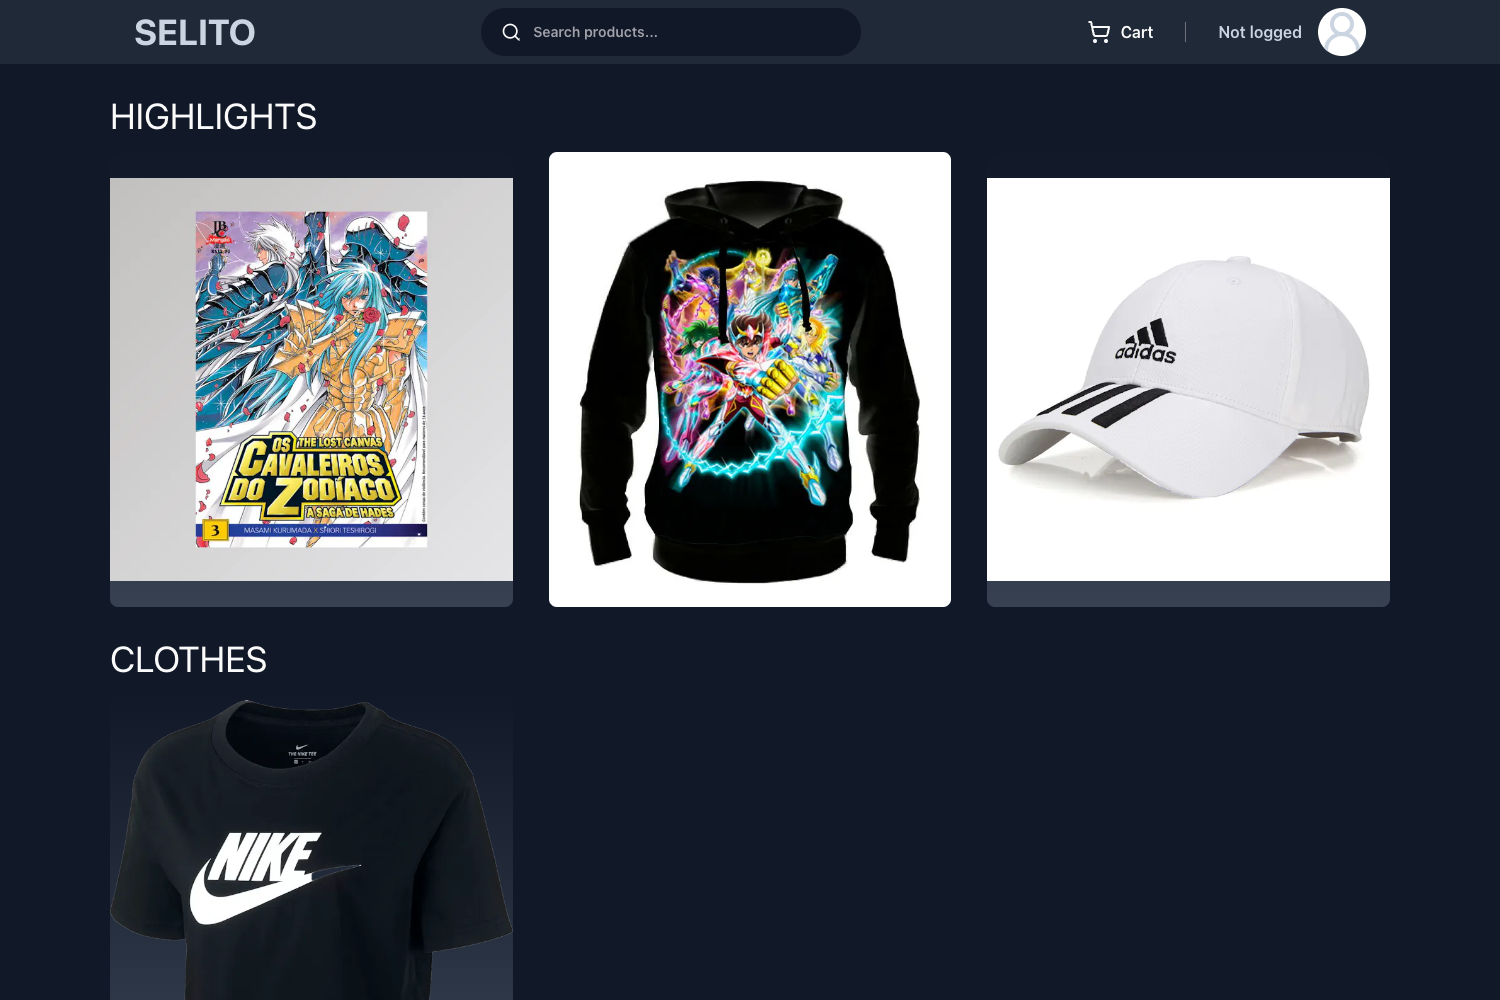 SELITO
Search products...
Cart
Not logged
HIGHLIGHTS
JBC
Mangás
OS
THE LOST CANVAS
CAVALEIROS
DO ZODÍACO
A SAGA DE HADES
3
MASAMI KURUMADA X SHIORI TESHIROGI
adidas
CLOTHES
THE NIKE TEE
NIKE